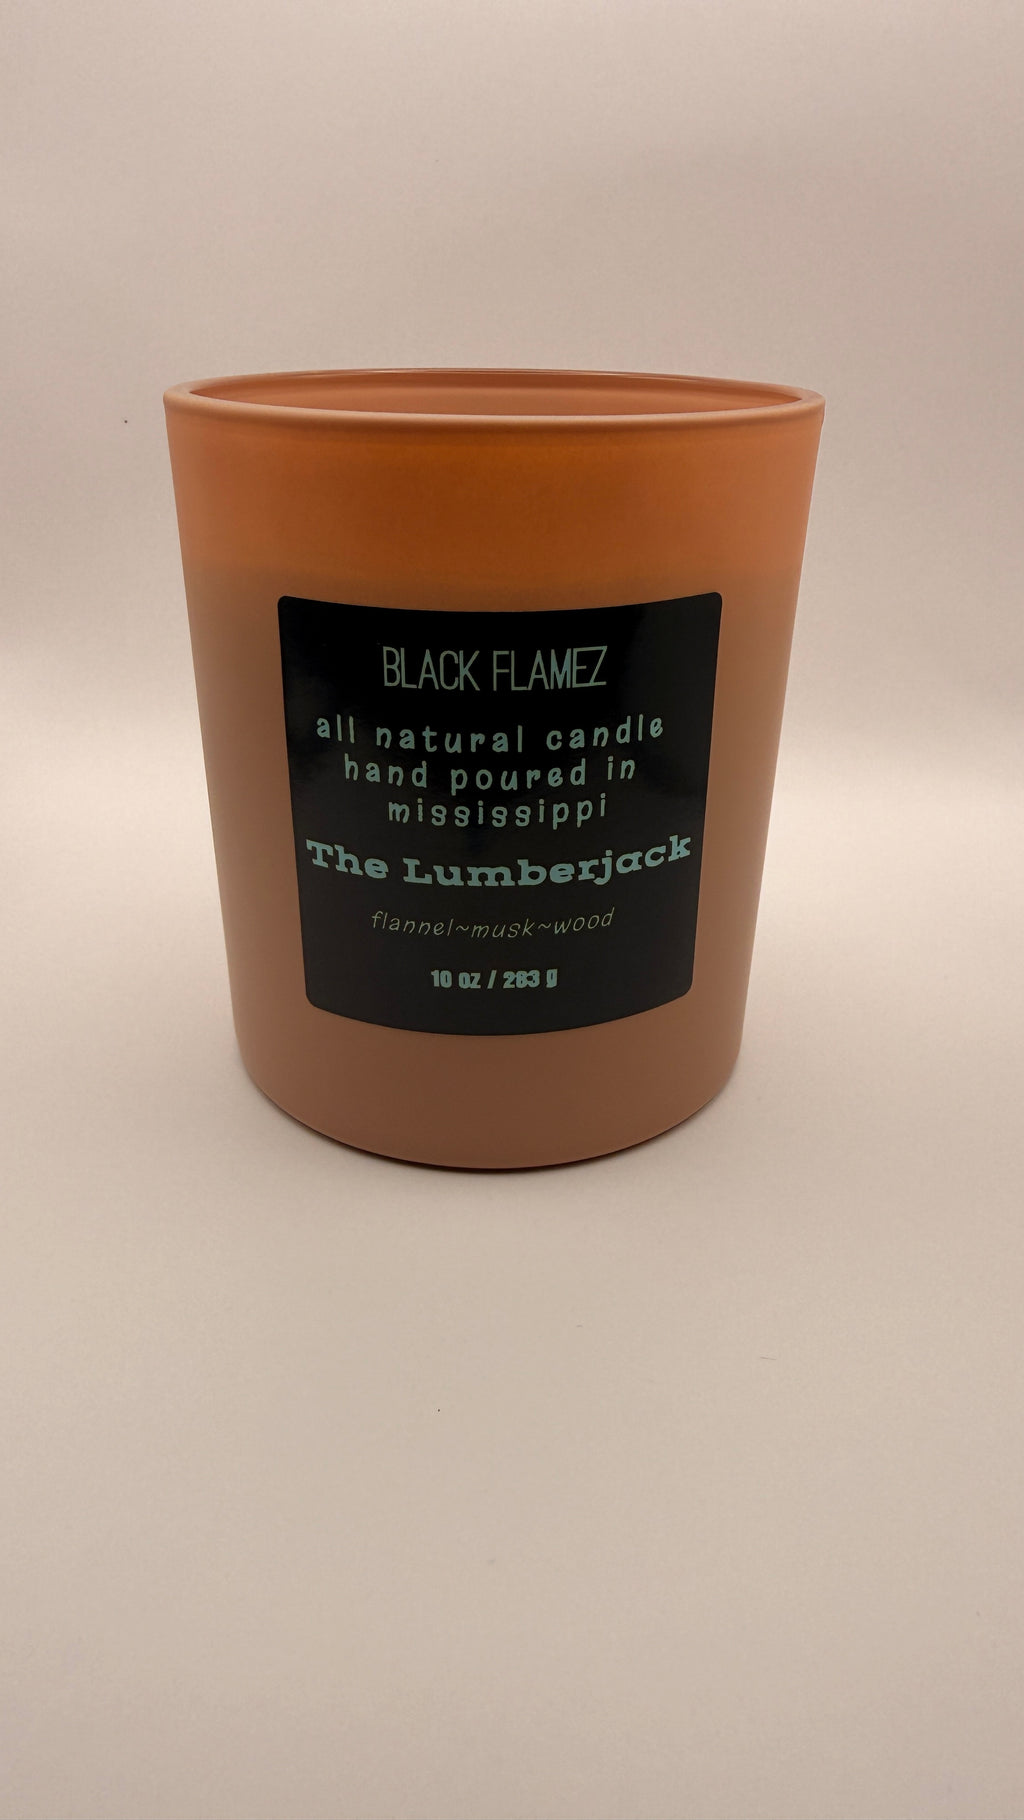 BLACK FLAMEZ
all natural candle
hand poured in
mississippi
The Lumberjack
flannel~musk~wood
10 oz / 283 g